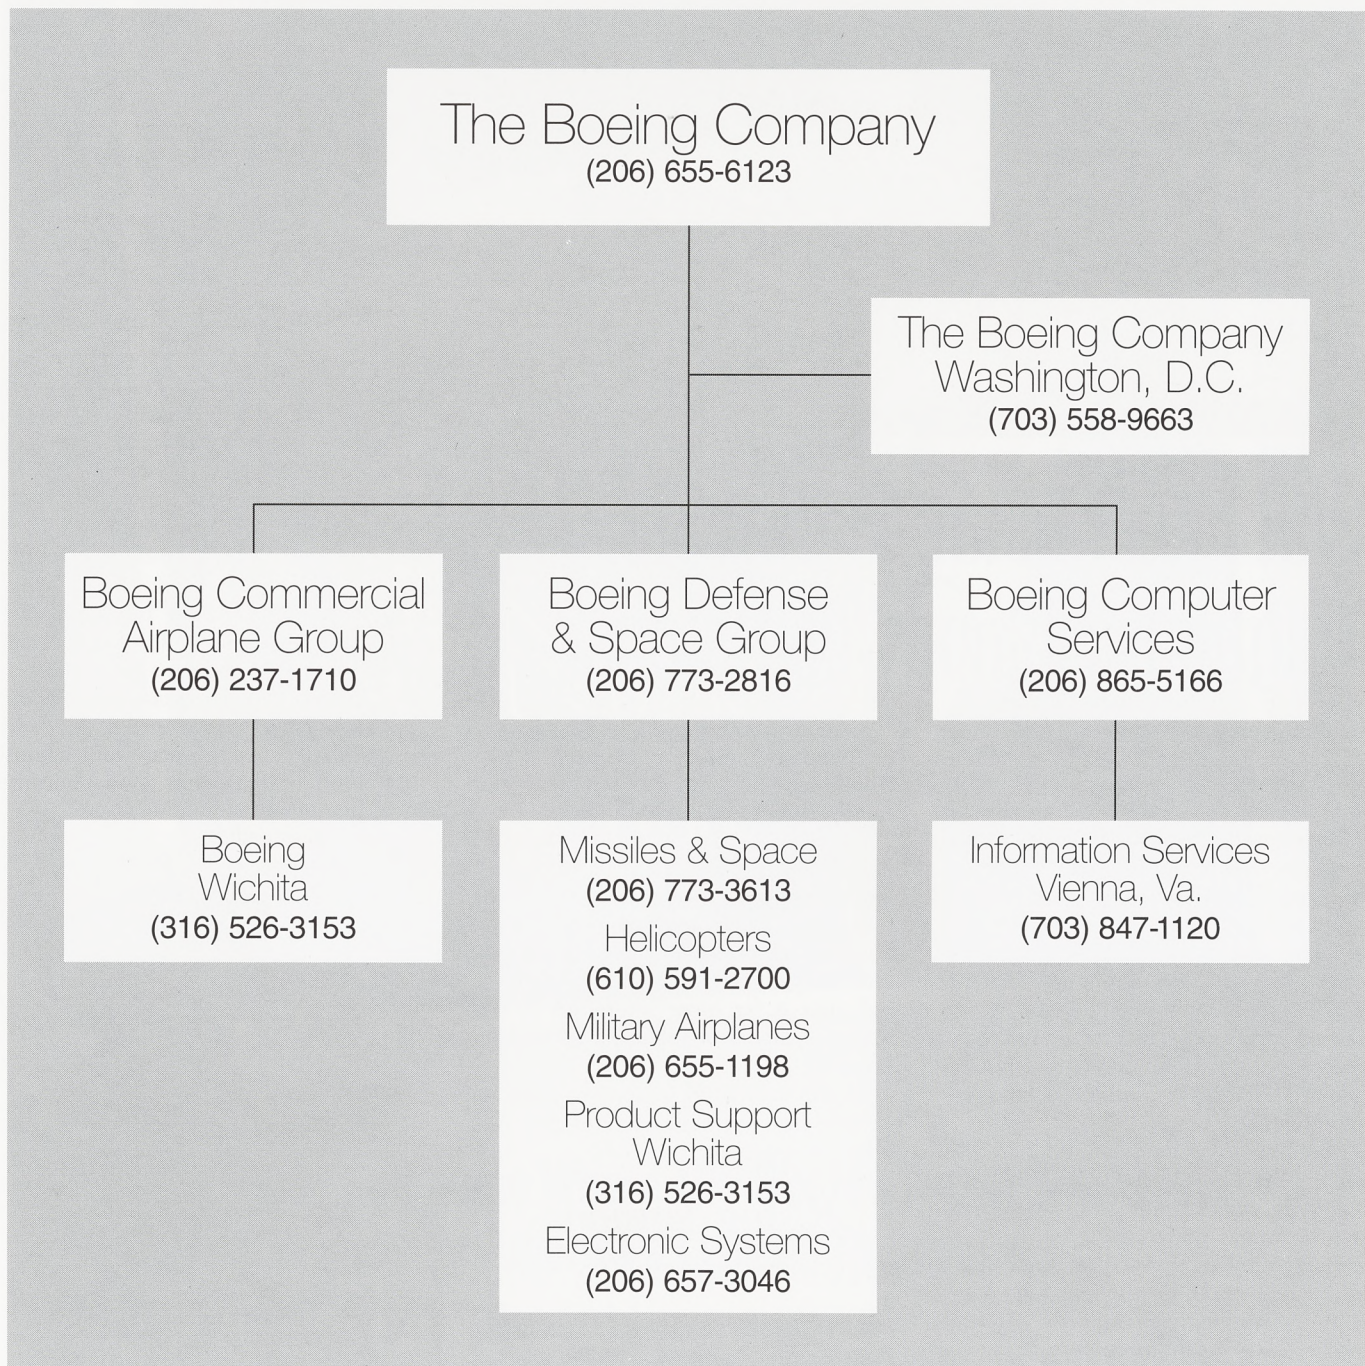 The Boeing Company
(206) 655-6123
The Boeing Company
Washington, D.C.
(703) 558-9663
Boeing Commercial
Airplane Group
(206) 237-1710
Boeing Defense
& Space Group
(206) 773-2816
Boeing Computer
Services
(206) 865-5166
Boeing
Wichita
(316) 526-3153
Missiles & Space
(206) 773-3613
Helicopters
(610) 591-2700
Military Airplanes
(206) 655-1198
Product Support
Wichita
(316) 526-3153
Electronic Systems
(206) 657-3046
Information Services
Vienna, Va.
(703) 847-1120